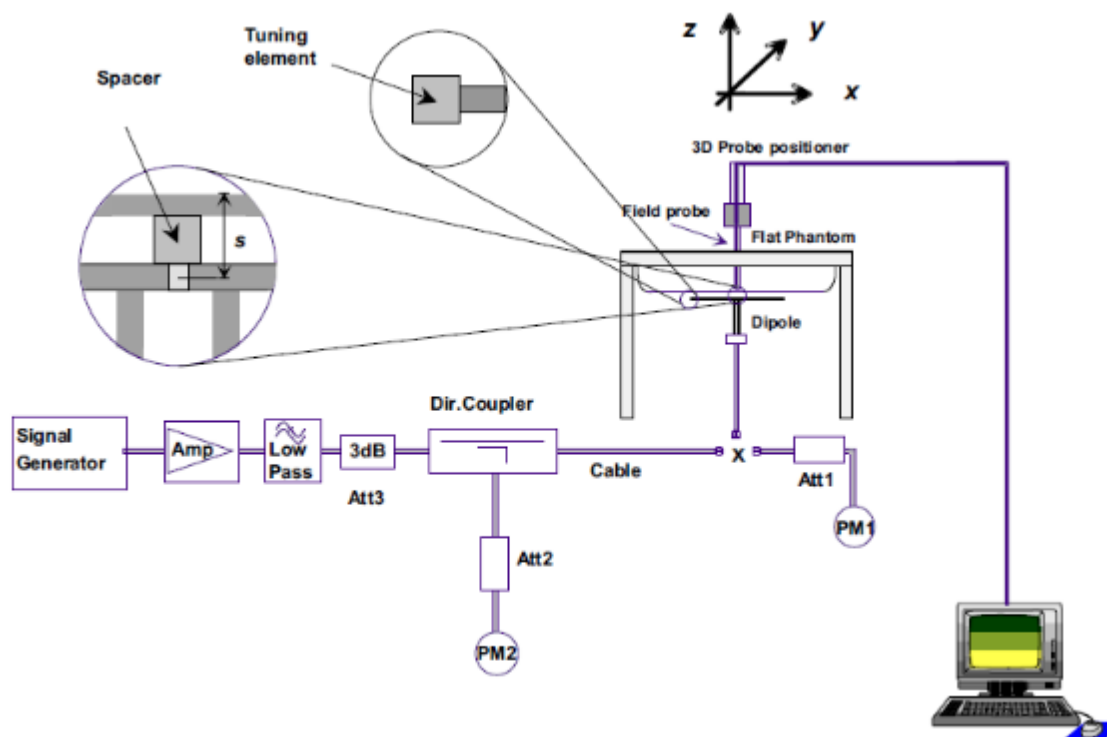 Tuning
element
z
y
x
Spacer
3D Probe positioner
s
Field probe
Flat Phantom
Dipole
Dir.Coupler
Signal
Generator
Amp
Low
Pass
3dB
Att3
Cable
X
Att1
PM1
Att2
PM2